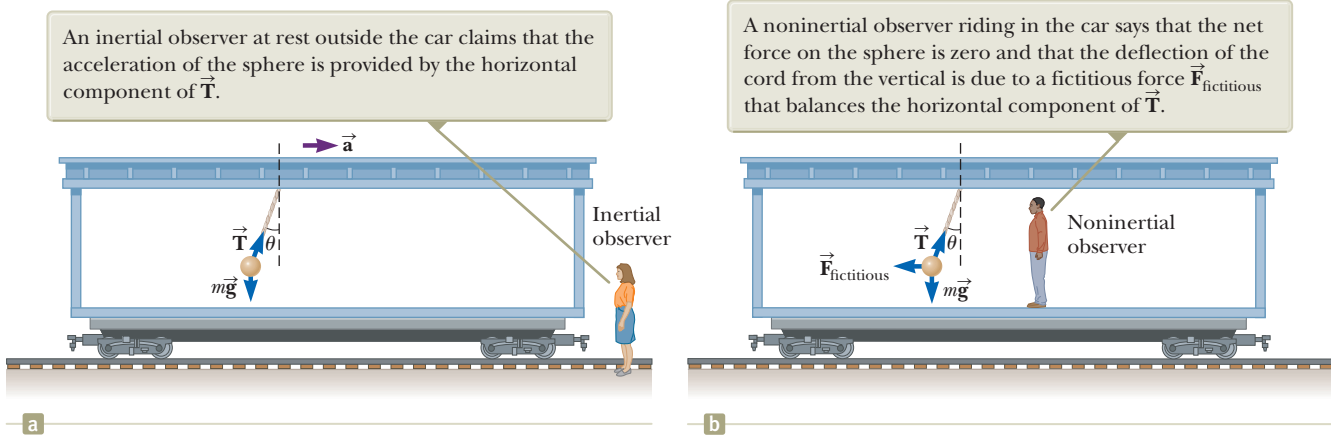 An inertial observer at rest outside the car claims that the
acceleration of the sphere is provided by the horizontal
component of T⃗.
a⃗
Inertial
observer
T⃗
θ
mg⃗
a
A noninertial observer riding in the car says that the net
force on the sphere is zero and that the deflection of the
cord from the vertical is due to a fictitious force F⃗fictitious
that balances the horizontal component of T⃗.
Noninertial
observer
T⃗
θ
F⃗fictitious
mg⃗
b